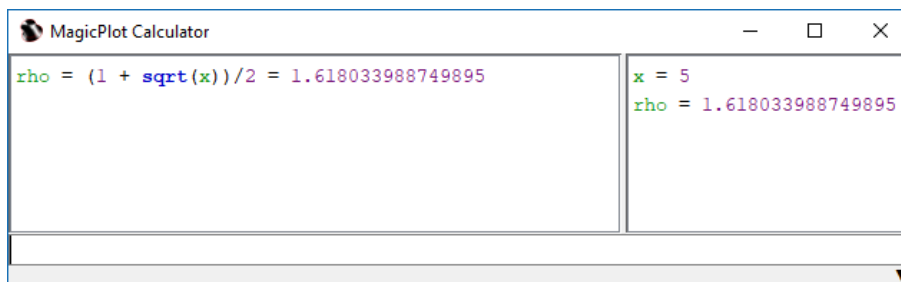 MagicPlot Calculator
rho = (1 + sqrt(x))/2 = 1.618033988749895
x = 5
rho = 1.618033988749895